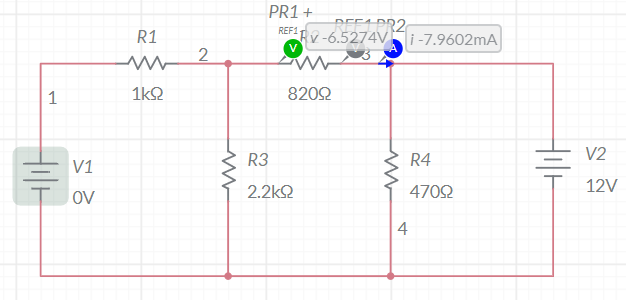 PR1 +
REF1 PR2
REF1
v -6.5274V
i -7.9602mA
V
A
R1
2
3
1kΩ
820Ω
1
V1
0V
R3
2.2kΩ
R4
470Ω
V2
12V
4